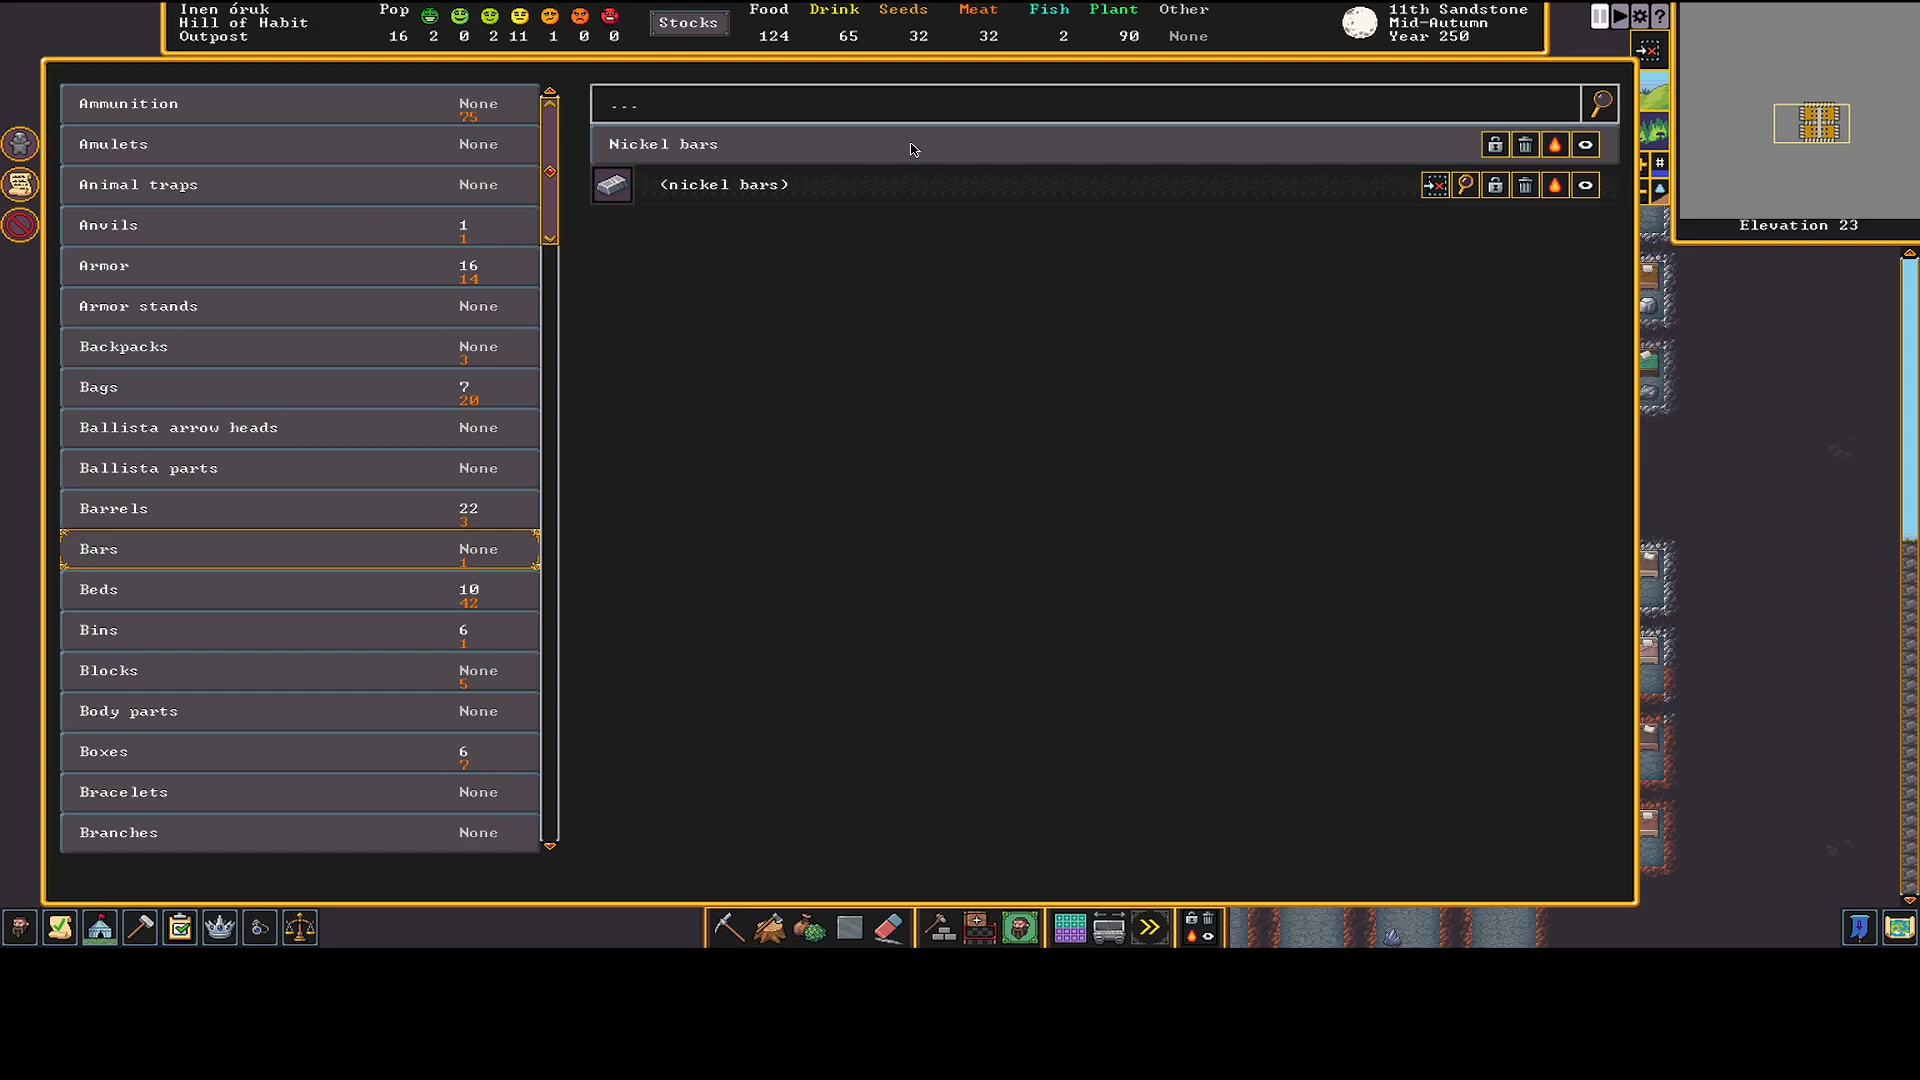 Inen óruk
Hill of Habit
Outpost
Pop
16 2 0 2 11 1 0 0
Stocks
Food Drink Seeds Meat Fish Plant Other
124 65 32 32 2 90 None
11th Sandstone
Mid-Autumn
Year 250
?
Elevation 23
#
Ammunition None
75
Amulets None
Animal traps None
Anvils 1
1
Armor 16
14
Armor stands None
Backpacks None
3
Bags 7
20
Ballista arrow heads None
Ballista parts None
Barrels 22
3
Bars None
1
Beds 10
42
Bins 6
1
Blocks None
5
Body parts None
Boxes 6
7
Bracelets None
Branches None
...
Nickel bars
(nickel bars)